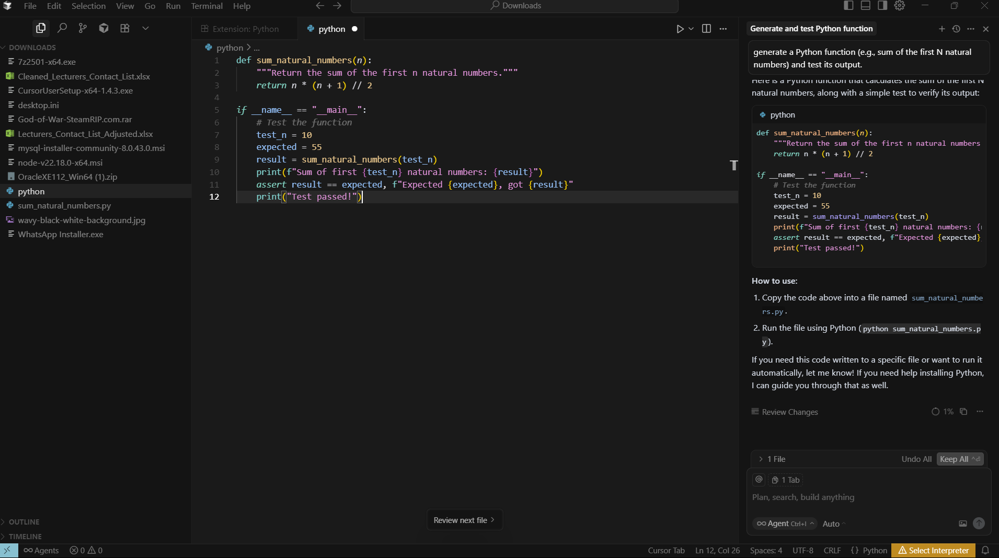 File Edit Selection View Go Run Terminal Help
Downloads
DOWNLOADS
7z2501-x64.exe
Cleaned_Lecturers_Contact_List.xlsx
CursorUserSetup-x64-1.4.3.exe
desktop.ini
God-of-War-SteamRIP.com.rar
Lecturers_Contact_List_Adjusted.xlsx
mysql-installer-community-8.0.43.0.msi
node-v22.18.0-x64.msi
OracleXE112_Win64 (1).zip
python
sum_natural_numbers.py
wavy-black-white-background.jpg
WhatsApp Installer.exe
OUTLINE
TIMELINE
Extension: Python
python
python > ...
1 def sum_natural_numbers(n):
2 """Return the sum of the first n natural numbers."""
3 return n * (n + 1) // 2
4
5 if __name__ == "__main__":
6 # Test the function
7 test_n = 10
8 expected = 55
9 result = sum_natural_numbers(test_n)
10 print(f"Sum of first {test_n} natural numbers: {result}")
11 assert result == expected, f"Expected {expected}, got {result}"
12 print("Test passed!")
T
Review next file >
Generate and test Python function
generate a Python function (e.g., sum of the first N natural
numbers) and test its output.
Here is a Python function that calculates the sum of the first N
natural numbers, along with a simple test to verify its output:
python
def sum_natural_numbers(n):
"""Return the sum of the first n natural numbers
return n * (n + 1) // 2
if __name__ == "__main__":
# Test the function
test_n = 10
expected = 55
result = sum_natural_numbers(test_n)
print(f"Sum of first {test_n} natural numbers: {
assert result == expected, f"Expected {expected}
print("Test passed!")
How to use:
1. Copy the code above into a file named sum_natural_numbe
rs.py.
2. Run the file using Python (python sum_natural_numbers.p
y).
If you need this code written to a specific file or want to run it
automatically, let me know! If you need help installing Python,
I can guide you through that as well.
Review Changes 1%
> 1 File Undo All Keep All ^⏎
@ 1 Tab
Plan, search, build anything
∞ Agent Ctrl+I Auto
Agents 0 0 Cursor Tab Ln 12, Col 26 Spaces: 4 UTF-8 CRLF {} Python Select Interpreter